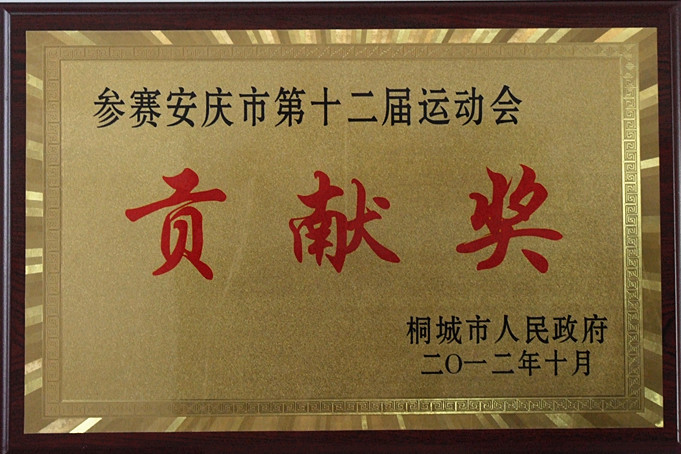 参赛安庆市第十二届运动会
贡献奖
桐城市人民政府
二〇一二年十月